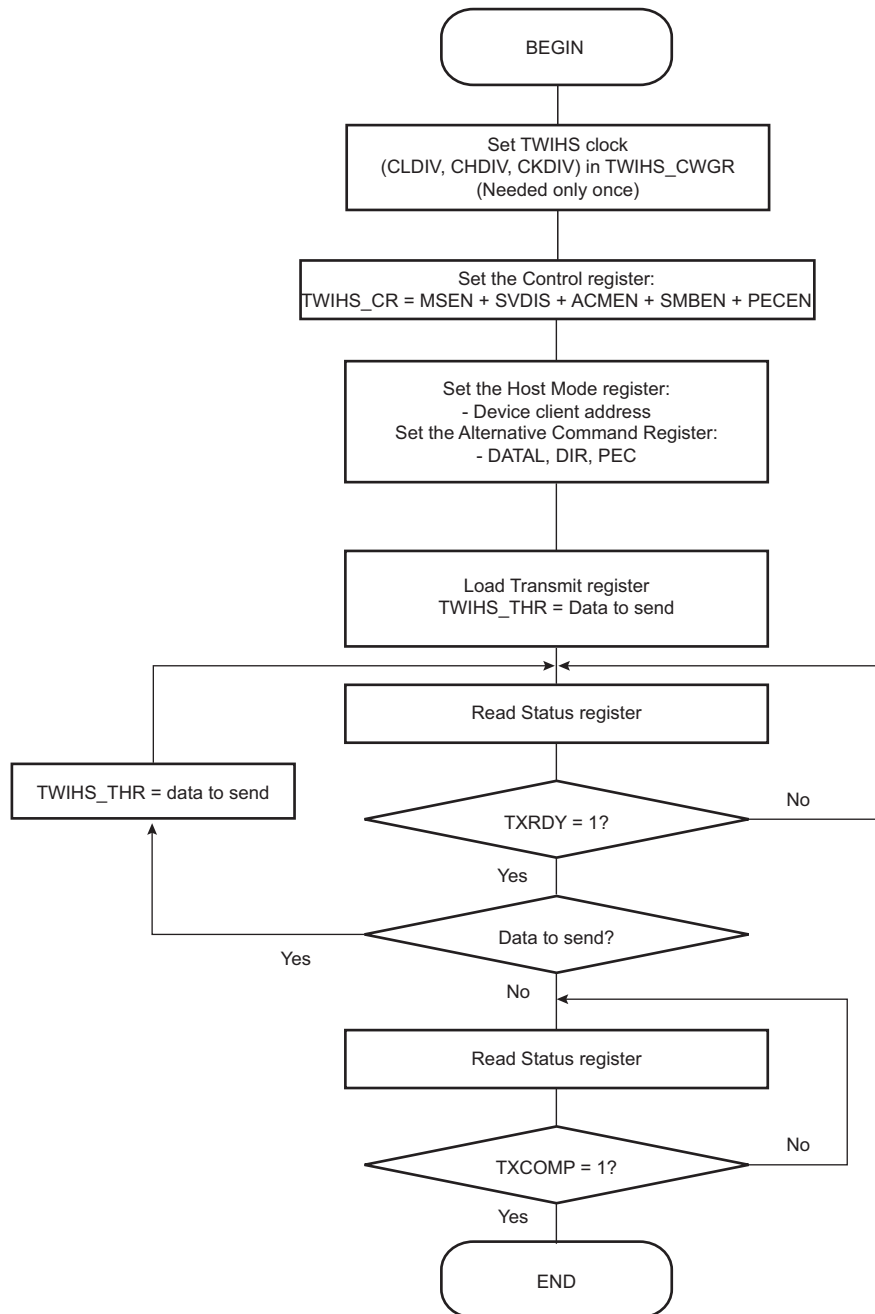 BEGIN
Set TWIHS clock
(CLDIV, CHDIV, CKDIV) in TWIHS_CWGR
(Needed only once)
Set the Control register:
TWIHS_CR = MSEN + SVDIS + ACMEN + SMBEN + PECEN
Set the Host Mode register:
- Device client address
Set the Alternative Command Register:
- DATAL, DIR, PEC
Load Transmit register
TWIHS_THR = Data to send
Read Status register
TWIHS_THR = data to send
TXRDY = 1?
No
Yes
Data to send?
Yes
No
Read Status register
TXCOMP = 1?
No
Yes
END